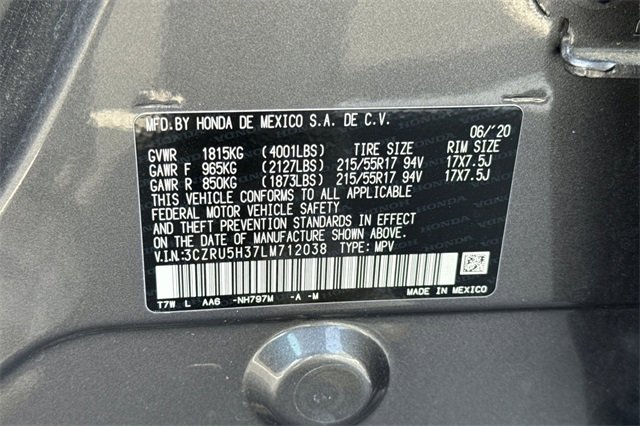 MFD.BY HONDA DE MEXICO S.A. DE C.V.
06/'20
GVWR 1815KG (4001LBS) TIRE SIZE RIM SIZE
GAWR F 965KG (2127LBS) 215/55R17 94V 17X7.5J
GAWR R 850KG (1873LBS) 215/55R17 94V 17X7.5J
THIS VEHICLE CONFORMS TO ALL APPLICABLE
FEDERAL MOTOR VEHICLE SAFETY
AND THEFT PREVENTION STANDARDS IN EFFECT
ON THE DATE OF MANUFACTURE SHOWN ABOVE.
V.I.N.:3CZRU5H37LM712038 TYPE: MPV
T7W L AA6 -NH797M -A -M MADE IN MEXICO